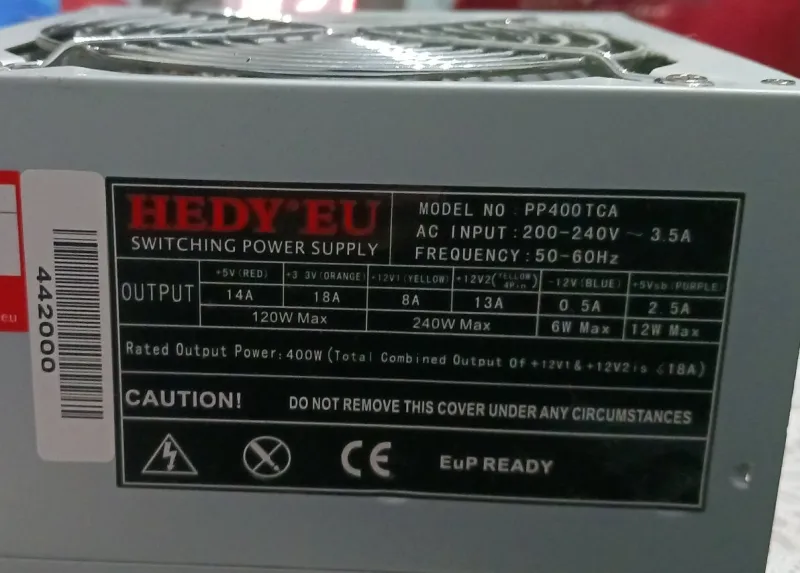 HEDY°EU
SWITCHING POWER SUPPLY
MODEL NO : PP400TCA
AC INPUT : 200-240V ~ 3.5A
FREQUENCY : 50-60Hz
OUTPUT
+5V(RED) +3 3V(ORANGE) +12V1(YELLOW) +12V2(YELLOW 4Pin) -12V(BLUE) +5Vsb(PURPLE)
14A 18A 8A 13A 0.5A 2.5A
120W Max 240W Max 6W Max 12W Max
Rated Output Power: 400W (Total Combined Output Of +12V1 & +12V2 is ≤18A)
CAUTION! DO NOT REMOVE THIS COVER UNDER ANY CIRCUMSTANCES
CE EuP READY
442000
eu